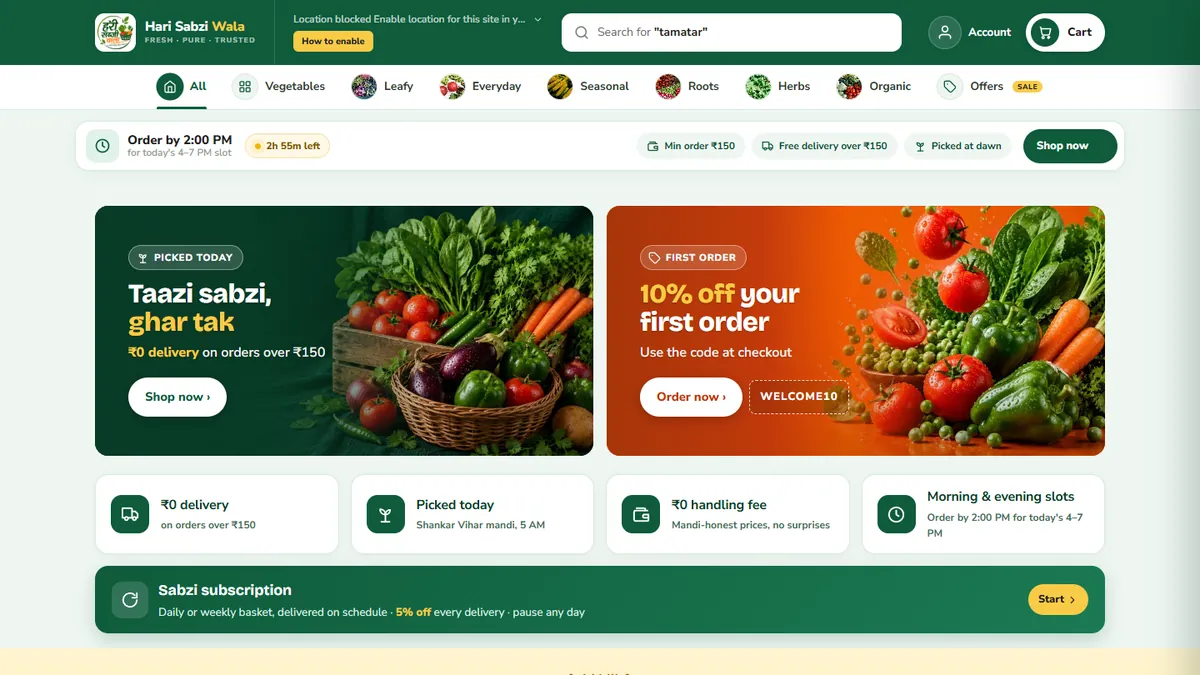 हरी
सब्ज़ी
वाला
Hari Sabzi Wala
FRESH · PURE · TRUSTED
Location blocked Enable location for this site in y...
How to enable
Search for "tamatar"
Account
Cart
All
Vegetables
Leafy
Everyday
Seasonal
Roots
Herbs
Organic
Offers
SALE
Order by 2:00 PM
for today's 4–7 PM slot
2h 55m left
Min order ₹150
Free delivery over ₹150
Picked at dawn
Shop now
PICKED TODAY
Taazi sabzi,
ghar tak
₹0 delivery on orders over ₹150
Shop now ›
FIRST ORDER
10% off your
first order
Use the code at checkout
Order now ›
WELCOME10
₹0 delivery
on orders over ₹150
Picked today
Shankar Vihar mandi, 5 AM
₹0 handling fee
Mandi-honest prices, no surprises
Morning & evening slots
Order by 2:00 PM for today's 4–7
PM
Sabzi subscription
Daily or weekly basket, delivered on schedule · 5% off every delivery · pause any day
Start ›